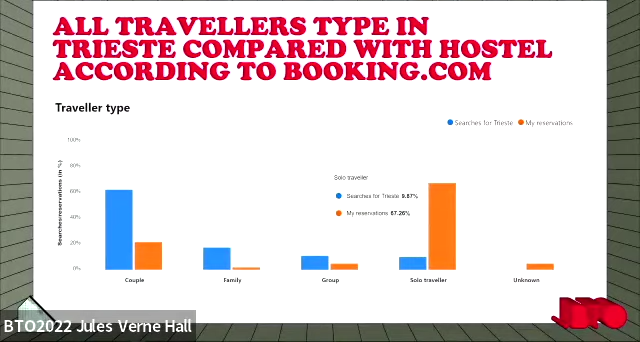 ALL TRAVELLERS TYPE IN
TRIESTE COMPARED WITH HOSTEL
ACCORDING TO BOOKING.COM
Traveller type
Searches for Trieste My reservations
Searches/reservations (in %)
100%
80%
60%
40%
20%
0%
Solo traveller
Searches for Trieste 9.87%
My reservations 67.26%
Couple Family Group Solo traveller Unknown
BTO
BTO2022 Jules Verne Hall